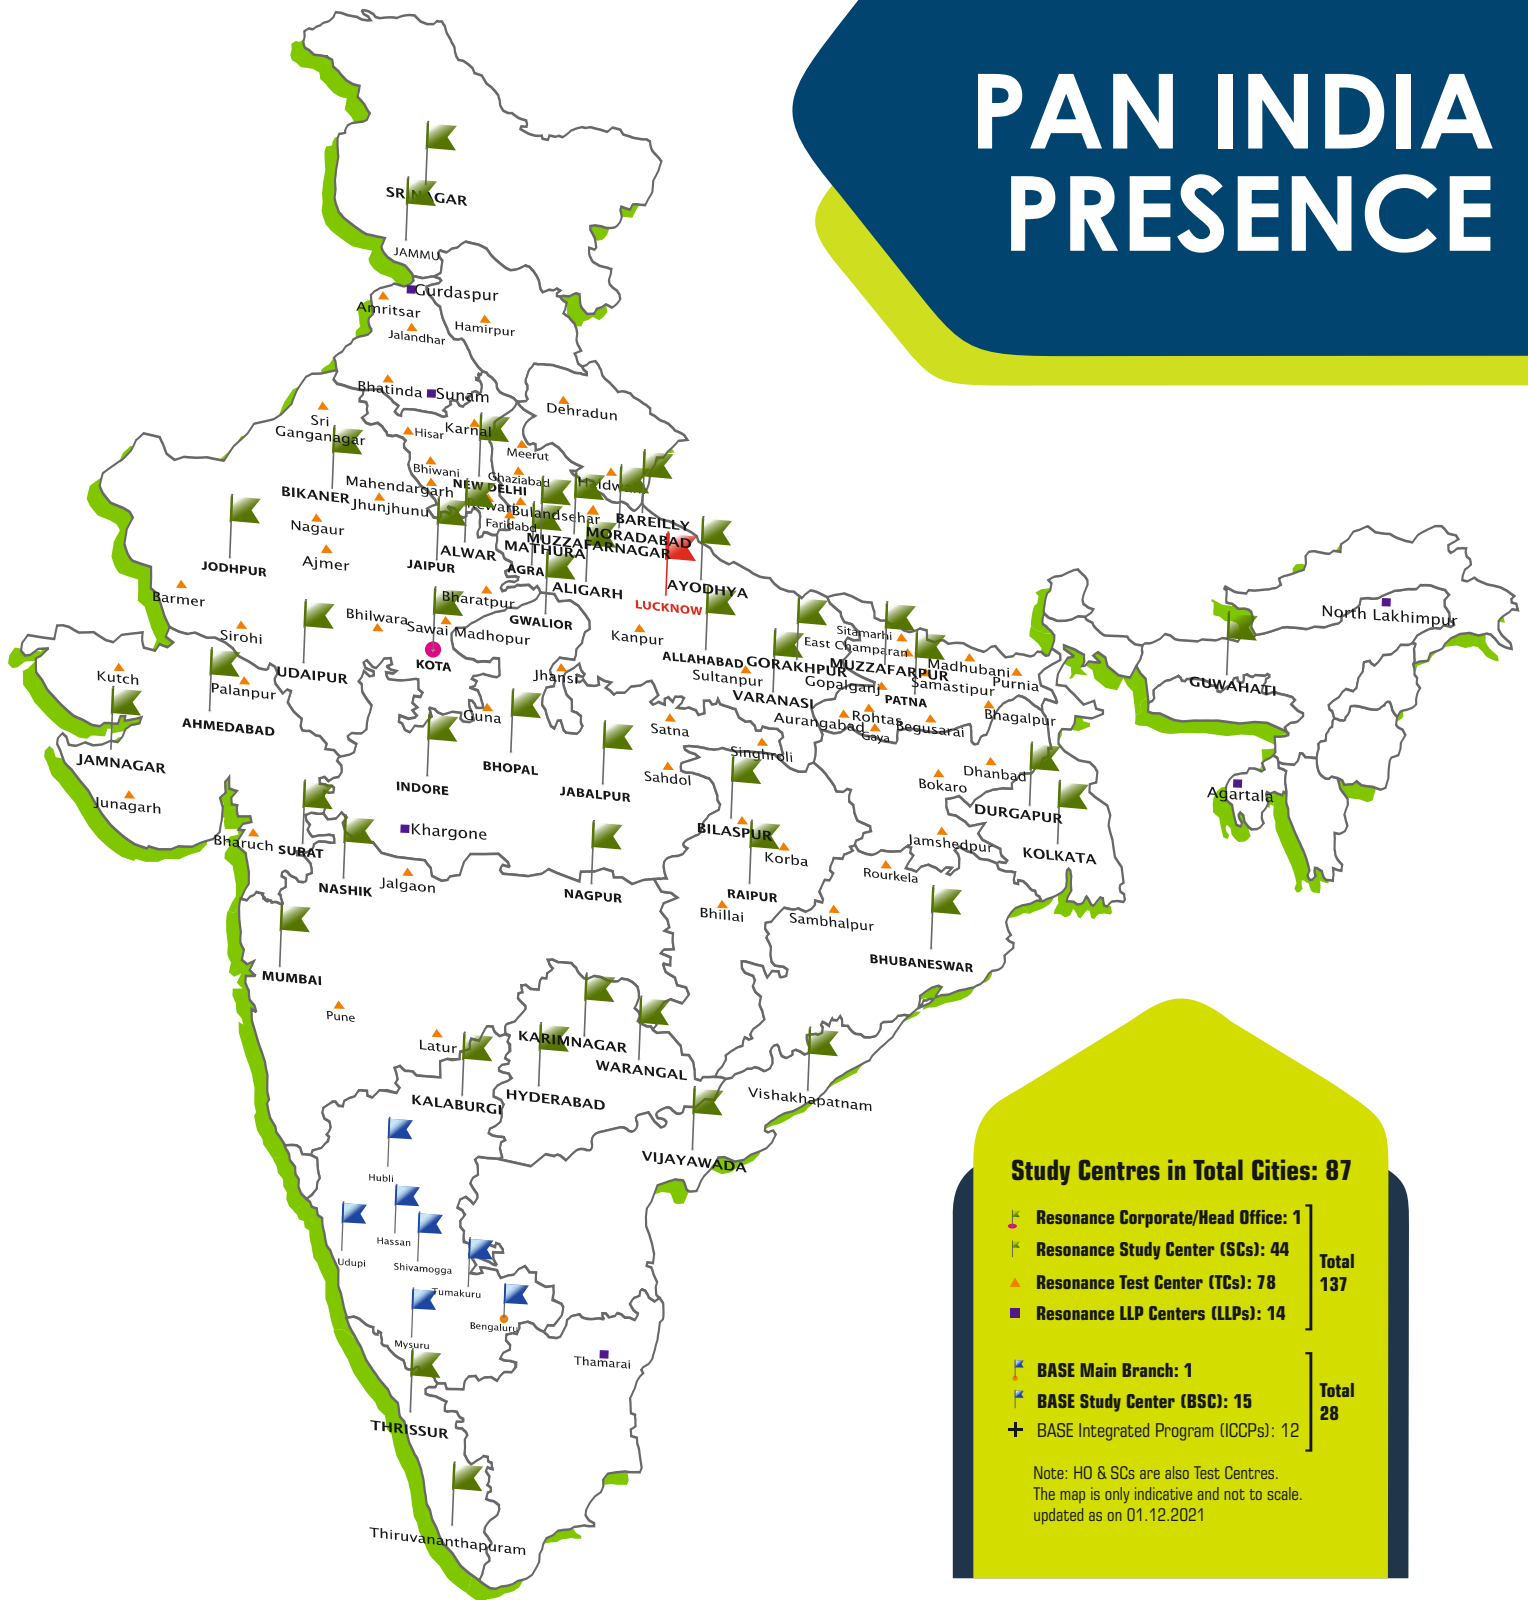 PAN INDIA
PRESENCE
SRINAGAR
JAMMU
Gurdaspur
Amritsar
Hamirpur
Jalandhar
Bhatinda
Sunam
Dehradun
Sri
Ganganagar
Hisar
Karnal
Meerut
Bhiwani
Ghaziabad
Haldwani
Mahendargarh
NEW DELHI
BIKANER
Jhunjhunu
Rewari
Bulandsehar
Faridabd
BAREILLY
Nagaur
MORADABAD
MUZZAFARNAGAR
MATHURA
ALWAR
Ajmer
JAIPUR
JODHPUR
AGRA
ALIGARH
AYODHYA
LUCKNOW
Barmer
Bharatpur
Bhilwara
Sawai Madhopur
GWALIOR
Kanpur
Sirohi
KOTA
Sitamarhi
East Champaran
North Lakhimpur
ALLAHABAD
GORAKHPUR
MUZZAFARPUR
Madhubani
Kutch
UDAIPUR
Jhansi
Sultanpur
Gopalganj
Samastipur
Purnia
GUWAHATI
Palanpur
VARANASI
PATNA
AHMEDABAD
Guna
Satna
Aurangabad
Rohtas
Gaya
Begusarai
Bhagalpur
JAMNAGAR
BHOPAL
Singhroli
INDORE
JABALPUR
Sahdol
Bokaro
Dhanbad
Agartala
Junagarh
DURGAPUR
Khargone
BILASPUR
Bharuch
SURAT
Korba
Jamshedpur
KOLKATA
NASHIK
Jalgaon
NAGPUR
RAIPUR
Rourkela
Bhillai
Sambhalpur
MUMBAI
BHUBANESWAR
Pune
Latur
KARIMNAGAR
WARANGAL
KALABURGI
HYDERABAD
Vishakhapatnam
VIJAYAWADA
Hubli
Hassan
Udupi
Shivamogga
Tumakuru
Bengaluru
Mysuru
Thamarai
THRISSUR
Thiruvananthapuram
Study Centres in Total Cities: 87
Resonance Corporate/Head Office: 1
Resonance Study Center (SCs): 44
Resonance Test Center (TCs): 78
Resonance LLP Centers (LLPs): 14
Total
137
BASE Main Branch: 1
BASE Study Center (BSC): 15
BASE Integrated Program (ICCPs): 12
Total
28
Note: HO & SCs are also Test Centres.
The map is only indicative and not to scale.
updated as on 01.12.2021